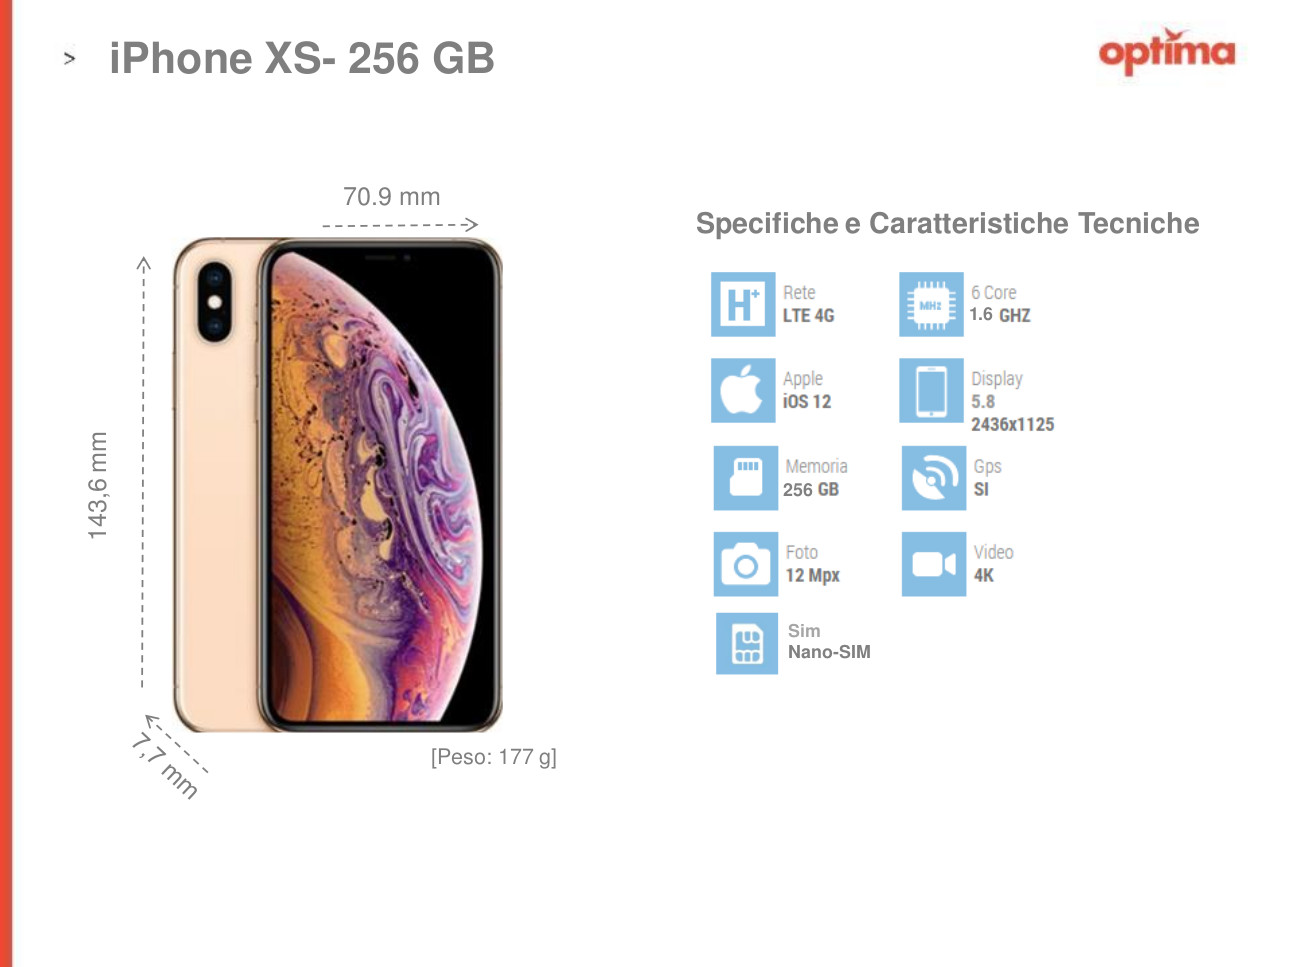 > iPhone XS- 256 GB
optima
70.9 mm
143,6 mm
7,7 mm
[Peso: 177 g]
Specifiche e Caratteristiche Tecniche
H+
Rete
LTE 4G
MHz
6 Core
1.6 GHZ
Apple
iOS 12
Display
5.8
2436x1125
Memoria
256 GB
Gps
SI
Foto
12 Mpx
Video
4K
Sim
Nano-SIM